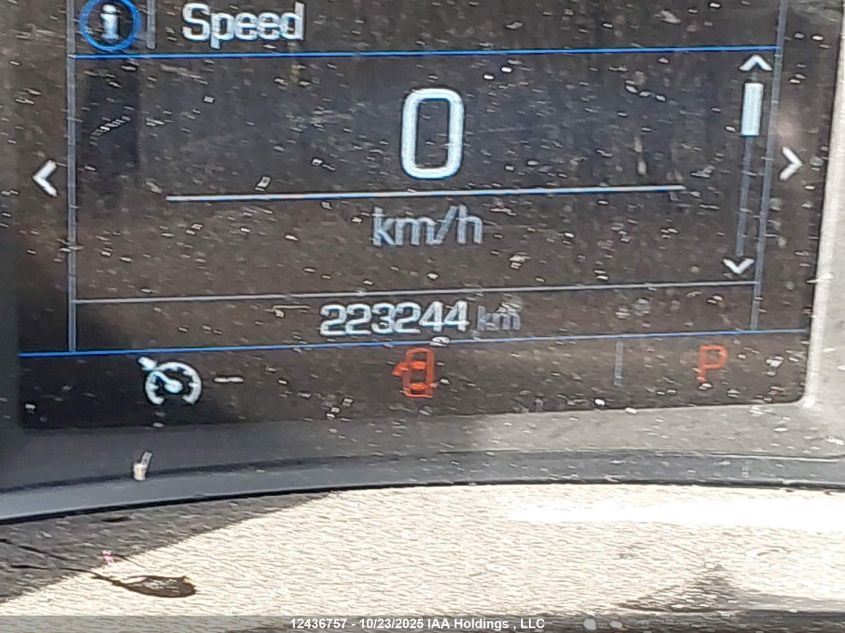 Speed
0
km/h
223244 km
P
12436757 - 10/23/2025 IAA Holdings , LLC